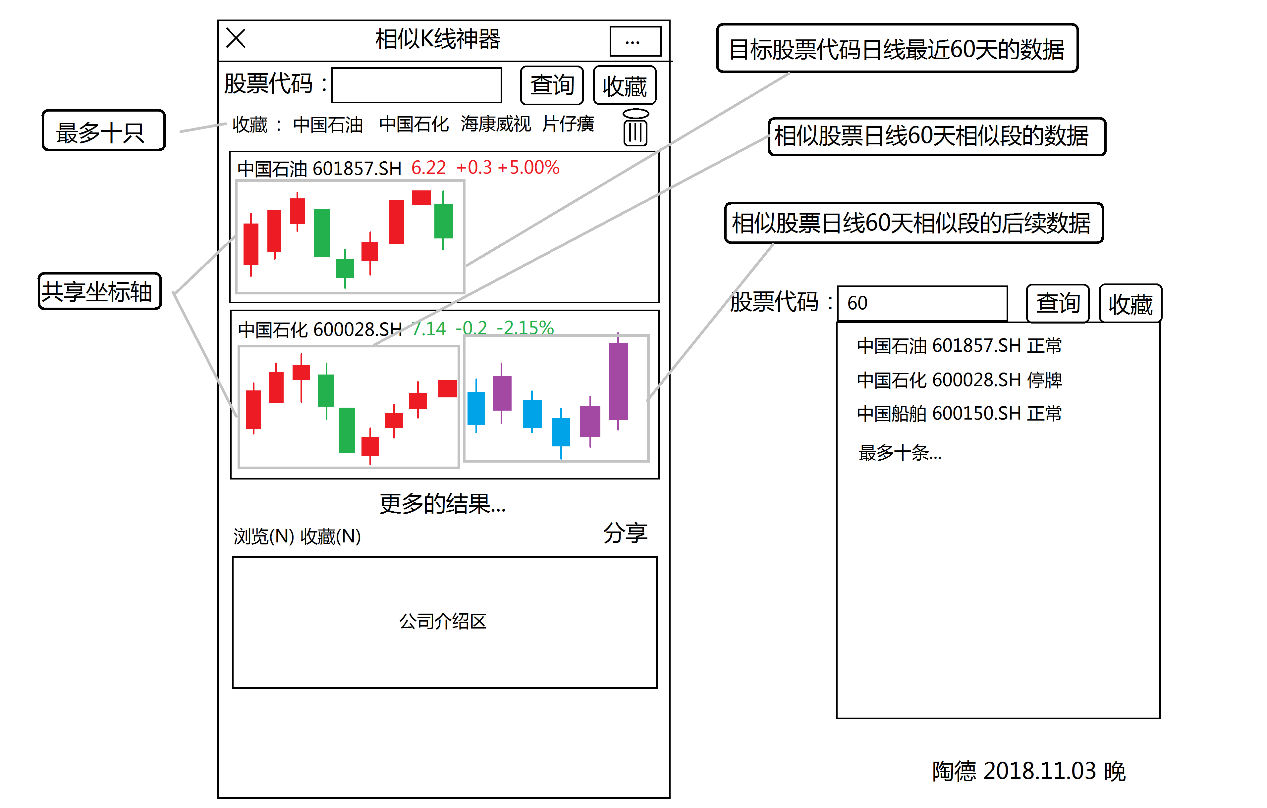 相似K线神器
...
股票代码：
查询
收藏
收藏 ： 中国石油 中国石化 海康威视 片仔癀
中国石油 601857.SH 6.22 +0.3 +5.00%
中国石化 600028.SH 7.14 -0.2 -2.15%
更多的结果...
浏览(N) 收藏(N)
分享
公司介绍区
最多十只
共享坐标轴
目标股票代码日线最近60天的数据
相似股票日线60天相似段的数据
相似股票日线60天相似段的后续数据
股票代码：
60
查询
收藏
中国石油 601857.SH 正常
中国石化 600028.SH 停牌
中国船舶 600150.SH 正常
最多十条...
陶德 2018.11.03 晚